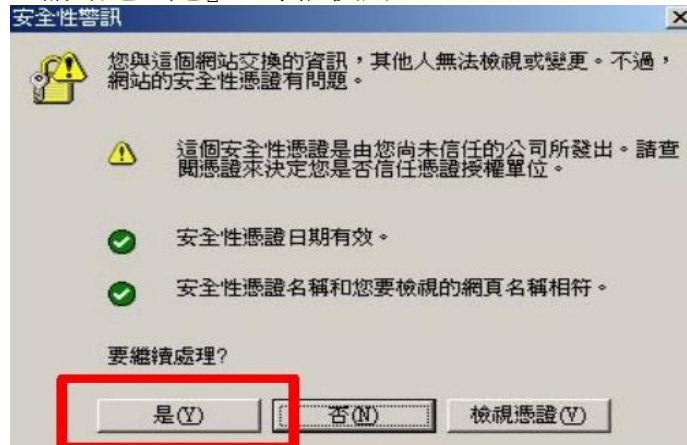 安全性警訊
您與這個網站交換的資訊，其他人無法檢視或變更。不過，
網站的安全性憑證有問題。
這個安全性憑證是由您尚未信任的公司所發出。請查
閱憑證來決定您是否信任憑證授權單位。
安全性憑證日期有效。
安全性憑證名稱和您要檢視的網頁名稱相符。
要繼續處理?
是(Y) 否(N) 檢視憑證(V)